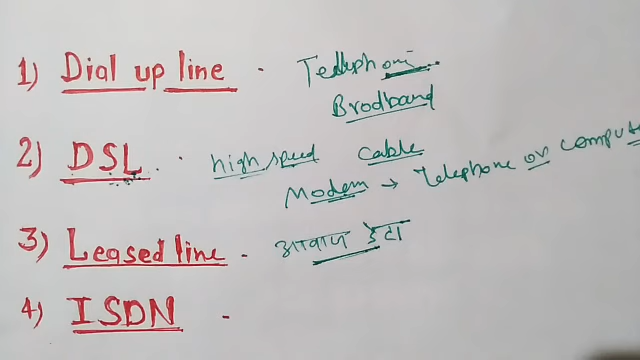 1) Dial up line . Telephone
Brodband
2) DSL . high speed Cable
Modem → Telephone or computer
3) Leased line . आवाज डेटा
4) ISDN .